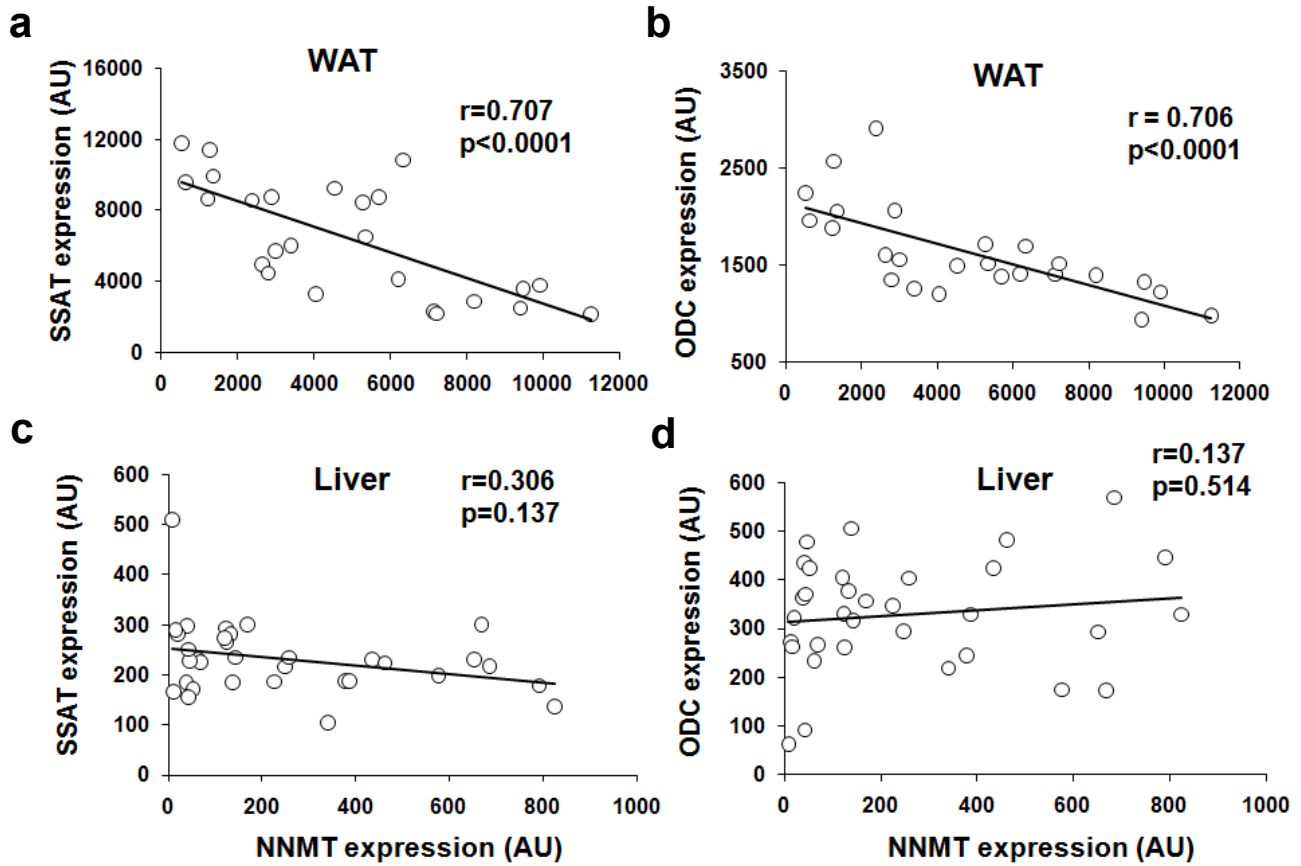 a
WAT
SSAT expression (AU)
r=0.707
p<0.0001
16000
12000
8000
4000
0
0 2000 4000 6000 8000 10000 12000
b
WAT
ODC expression (AU)
r = 0.706
p<0.0001
3500
2500
1500
500
0 2000 4000 6000 8000 10000 12000
c
Liver
SSAT expression (AU)
r=0.306
p=0.137
600
500
400
300
200
100
0
0 200 400 600 800 1000
NNMT expression (AU)
d
Liver
ODC expression (AU)
r=0.137
p=0.514
600
500
400
300
200
100
0
0 200 400 600 800 1000
NNMT expression (AU)